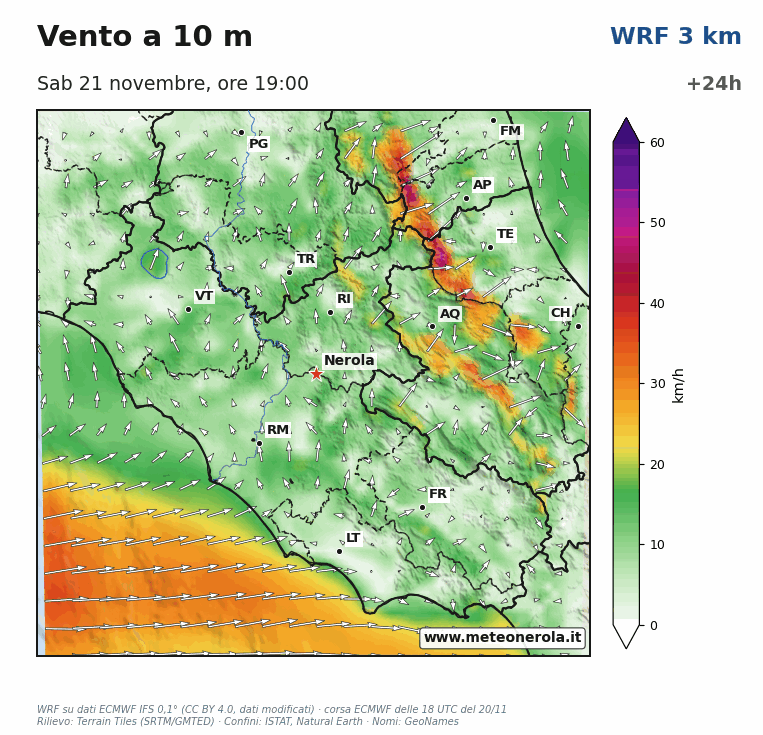 Vento a 10 m
WRF 3 km
Sab 21 novembre, ore 19:00
+24h
PG
FM
AP
TE
TR
VT
RI
AQ
CH
Nerola
RM
FR
LT
www.meteonerola.it
60
50
40
30
20
10
0
km/h
WRF su dati ECMWF IFS 0,1° (CC BY 4.0, dati modificati) · corsa ECMWF delle 18 UTC del 20/11
Rilievo: Terrain Tiles (SRTM/GMTED) · Confini: ISTAT, Natural Earth · Nomi: GeoNames